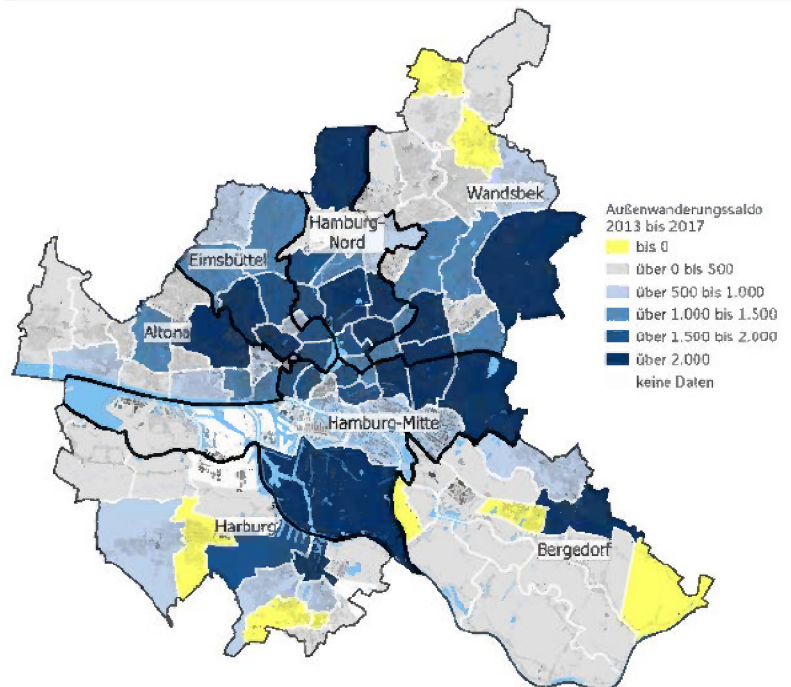 Wandsbek
Hamburg-
Nord
Eimsbüttel
Altona
Hamburg-Mitte
Harburg
Bergedorf
Außenwanderungssaldo
2013 bis 2017
bis 0
über 0 bis 500
über 500 bis 1.000
über 1.000 bis 1.500
über 1.500 bis 2.000
über 2.000
keine Daten